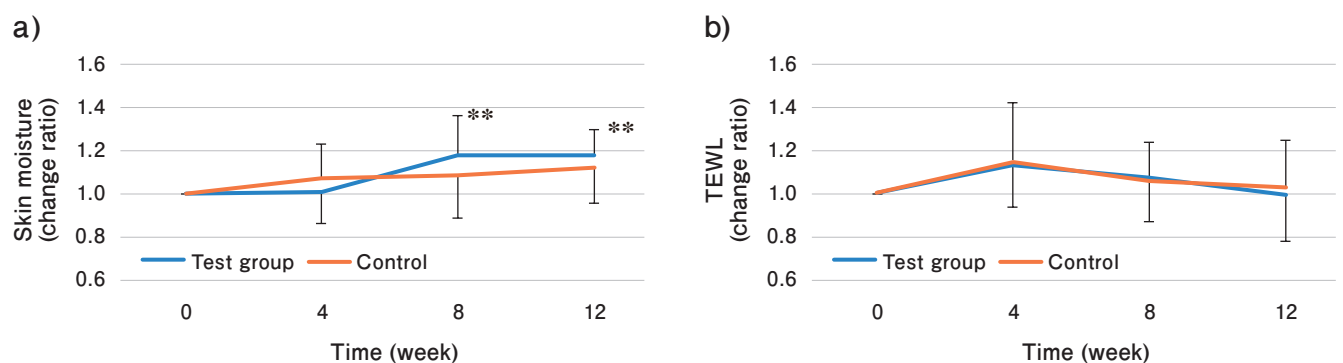 a)
Skin moisture
(change ratio)
1.6
1.4
1.2
1.0
0.8
0.6
**
**
Test group
Control
0
4
8
12
Time (week)
b)
TEWL
(change ratio)
1.6
1.4
1.2
1.0
0.8
0.6
Test group
Control
0
4
8
12
Time (week)